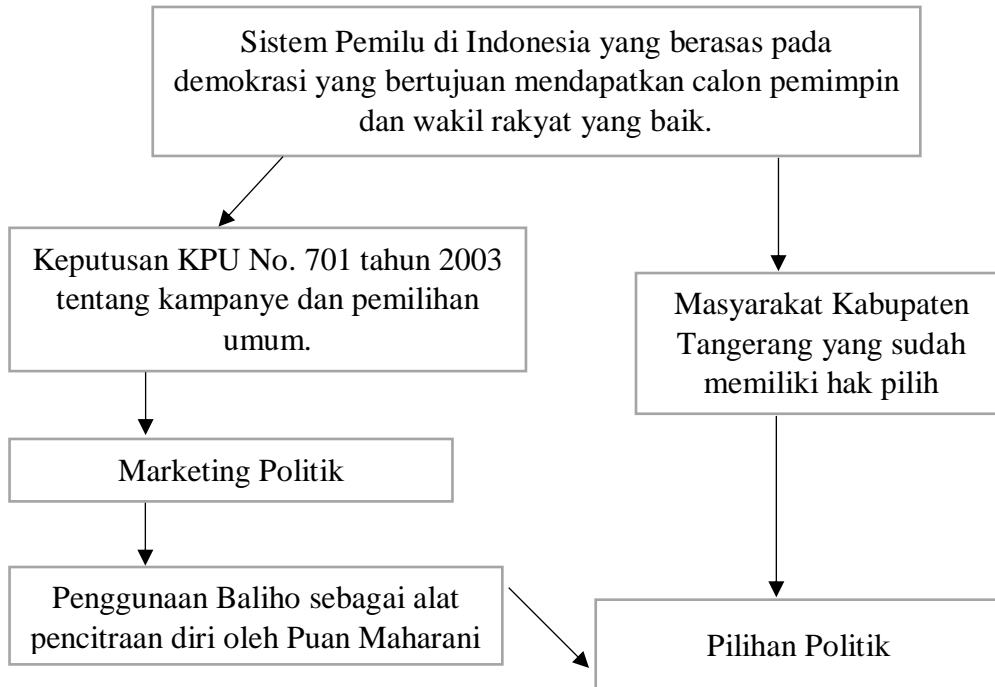 Sistem Pemilu di Indonesia yang berasas pada
demokrasi yang bertujuan mendapatkan calon pemimpin
dan wakil rakyat yang baik.
Keputusan KPU No. 701 tahun 2003
tentang kampanye dan pemilihan
umum.
Masyarakat Kabupaten
Tangerang yang sudah
memiliki hak pilih
Marketing Politik
Penggunaan Baliho sebagai alat
pencitraan diri oleh Puan Maharani
Pilihan Politik